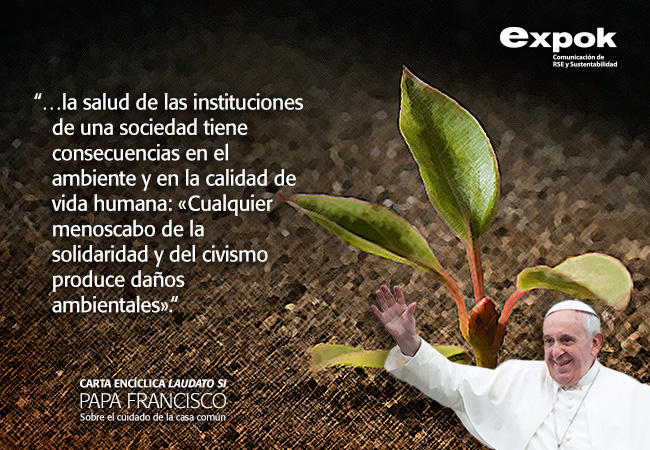 expok
Comunicación de
RSE y Sustentabilidad
“…la salud de las instituciones
de una sociedad tiene
consecuencias en el
ambiente y en la calidad de
vida humana: «Cualquier
menoscabo de la
solidaridad y del civismo
produce daños
ambientales».“
CARTA ENCÍCLICA LAUDATO SI
PAPA FRANCISCO
Sobre el cuidado de la casa común